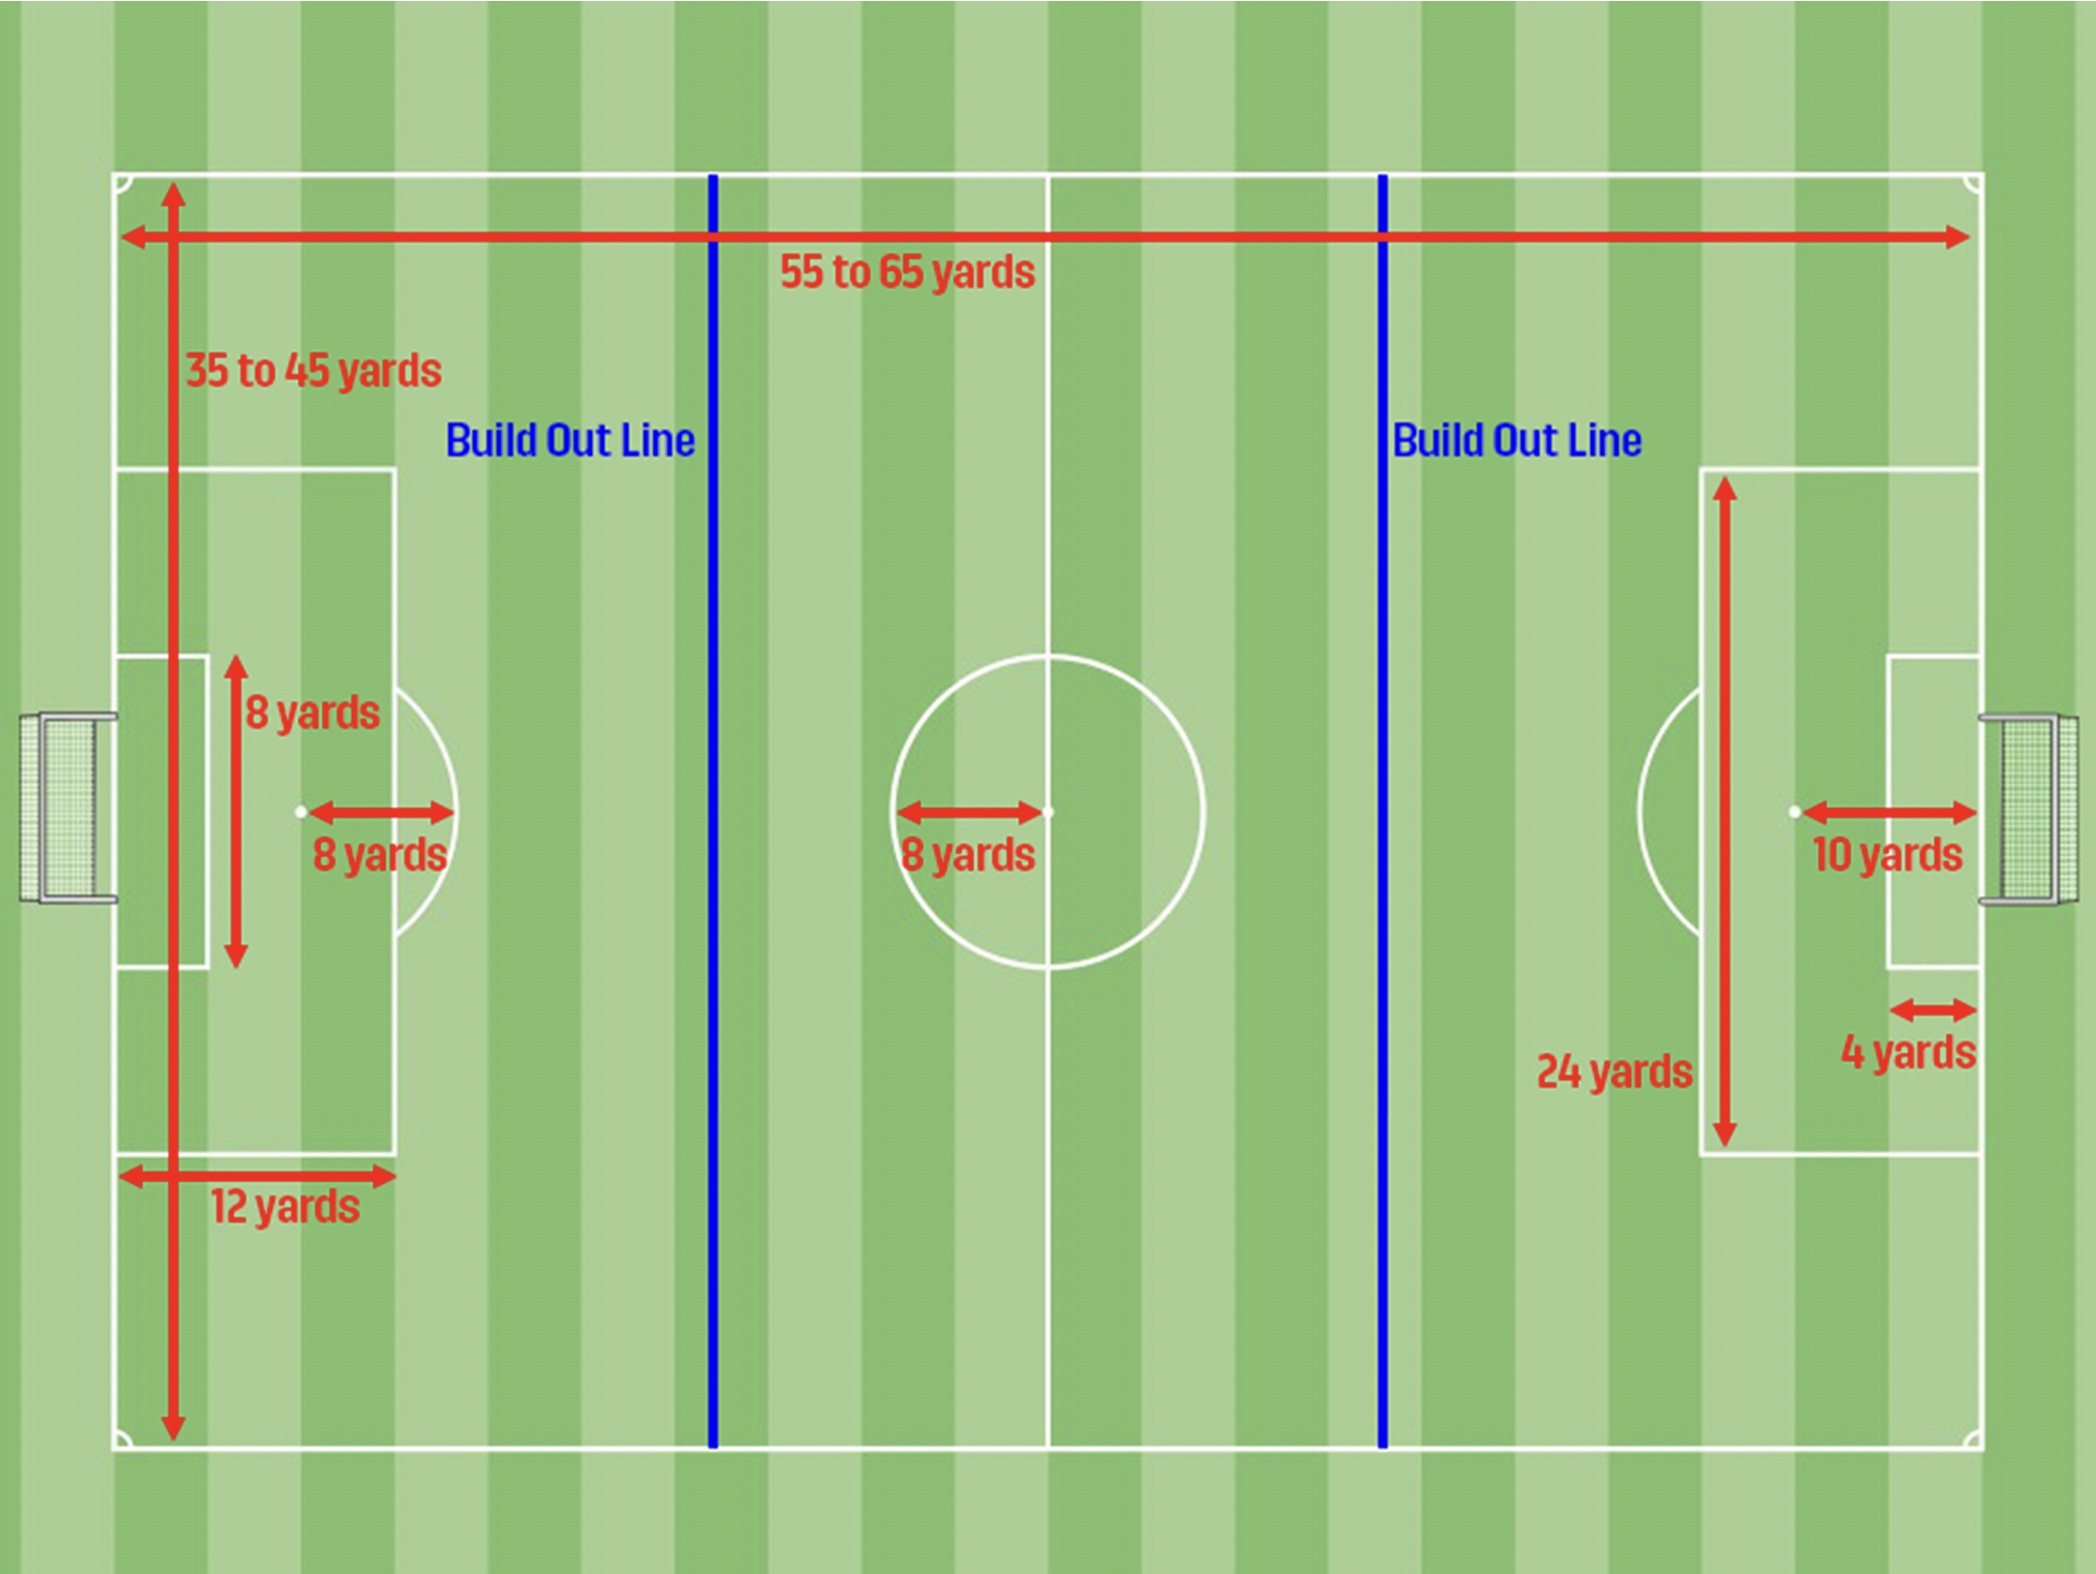 55 to 65 yards
35 to 45 yards
Build Out Line
Build Out Line
8 yards
8 yards
8 yards
10 yards
4 yards
24 yards
12 yards